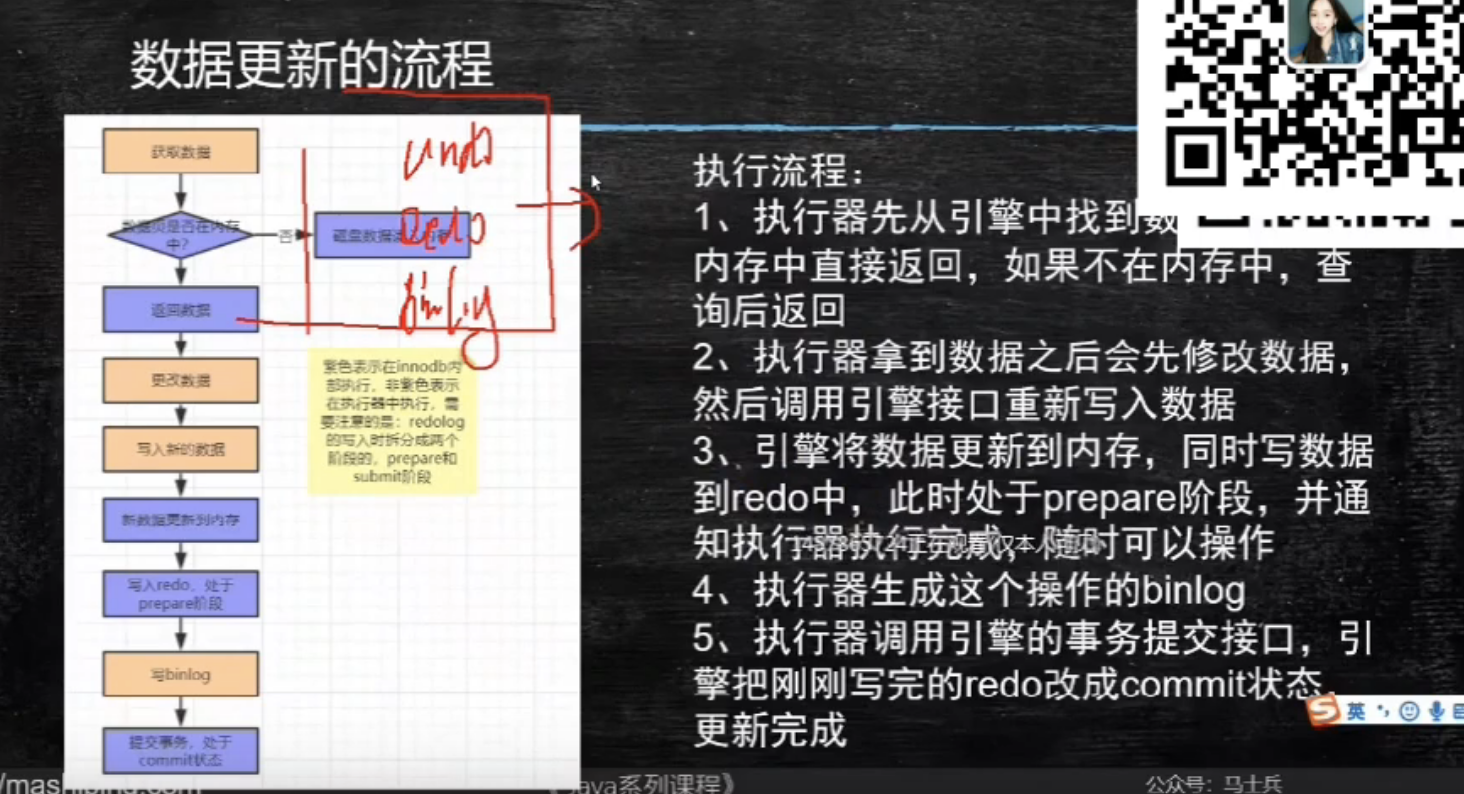 数据更新的流程
获取数据
数据页是否在内存
中?
否
磁盘数据
返回数据
更改数据
写入新的数据
新数据更新到内存
写入redo, 处于
prepare阶段
写binlog
提交事务，处于
commit状态
undo
redo
binlog
紫色表示在innodb内
部执行，非紫色表示
在执行器中执行，需
要注意的是：redolog
的写入时拆分成两个
阶段的，prepare和
submit阶段
执行流程：
1、执行器先从引擎中找到数
内存中直接返回，如果不在内存中，查
询后返回
2、执行器拿到数据之后会先修改数据，
然后调用引擎接口重新写入数据
3、引擎将数据更新到内存，同时写数据
到redo中，此时处于prepare阶段，并通
知执行器执行完成，随时可以操作
4、执行器生成这个操作的binlog
5、执行器调用引擎的事务提交接口，引
擎把刚刚写完的redo改成commit状态，
更新完成
英
Java系列课程》
公众号：马士兵